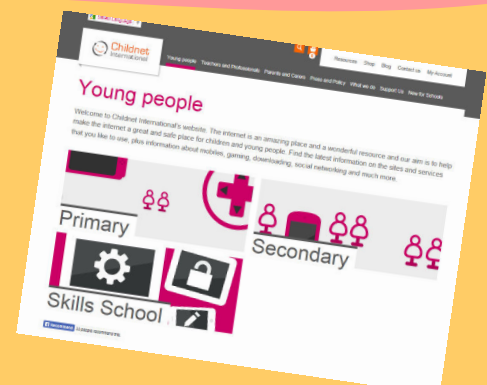 Select Language
Childnet
International
Resources Shop Blog Contact us My Account
Young people Teachers and Professionals Parents and Carers Press and Policy What we do Support Us New for Schools
Young people
Welcome to Childnet International's website. The internet is an amazing place and a wonderful resource and our aim is to help
make the internet a great and safe place for children and young people. Find the latest information on the sites and services
that you like to use, plus information about mobiles, gaming, downloading, social networking and much more.
Primary
Secondary
Skills School